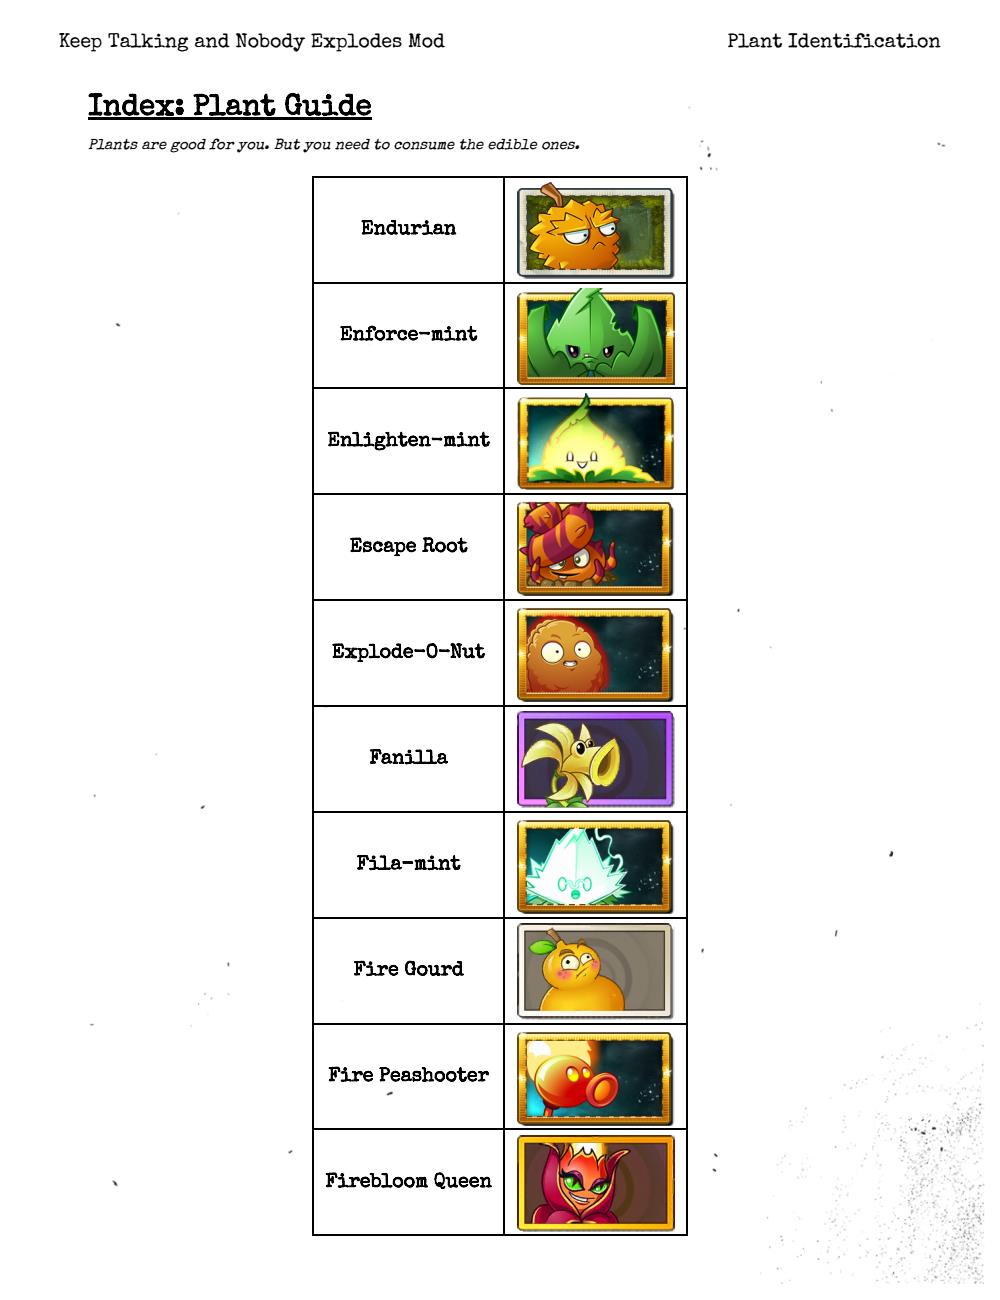 Keep Talking and Nobody Explodes Mod
Plant Identification
Index: Plant Guide
Plants are good for you. But you need to consume the edible ones.
Endurian
Enforce-mint
Enlighten-mint
Escape Root
Explode-O-Nut
Fanilla
Fila-mint
Fire Gourd
Fire Peashooter
Firebloom Queen